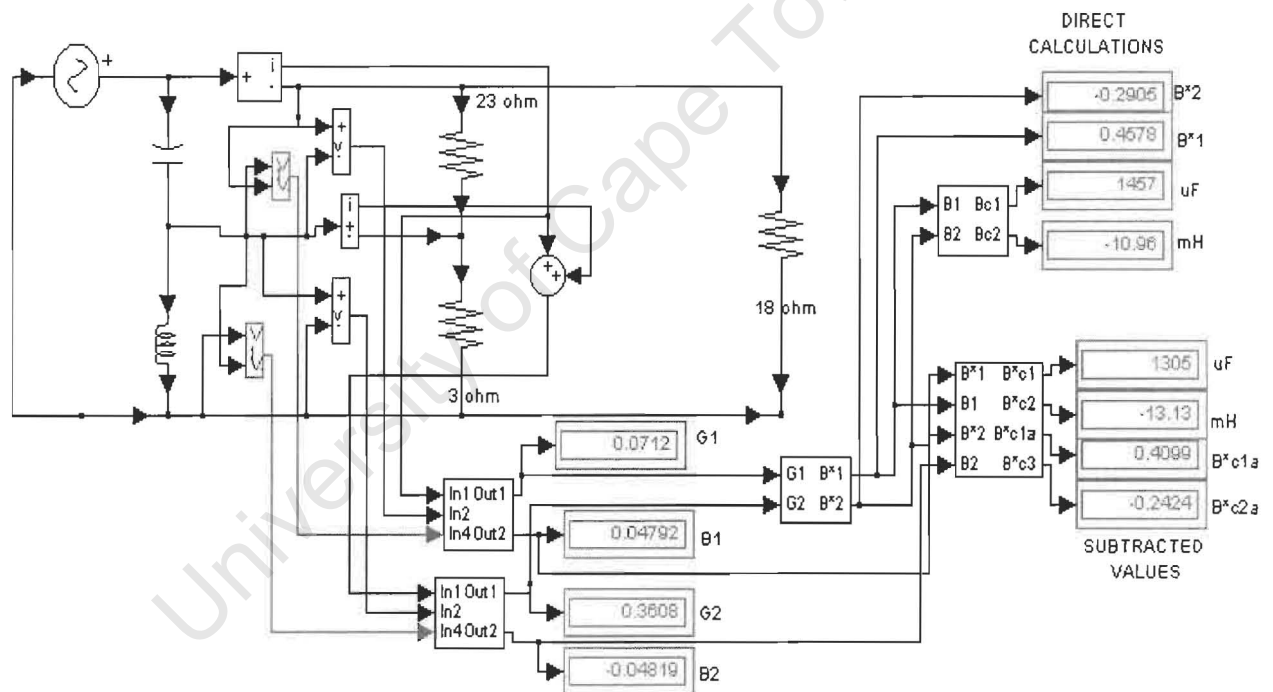 DIRECT
CALCULATIONS
-0.2905 B*2
0.4578 B*1
1457 uF
-10.96 mH
B1 Bc1
B2 Bc2
+
+ i
-
23 ohm
+ v
-
v
i
+ -
+ v
-
v
+
+
18 ohm
3 ohm
1305 uF
-13.13 mH
0.4099 B*c1a
-0.2424 B*c2a
SUBTRACTED
VALUES
B*1 B*c1
B1 B*c2
B*2 B*c1a
B2 B*c3
0.0712 G1
G1 B*1
G2 B*2
In1 Out1
In2
In4 Out2
0.04792 B1
0.3608 G2
In1 Out1
In2
In4 Out2
-0.04819 B2
University of Cape To